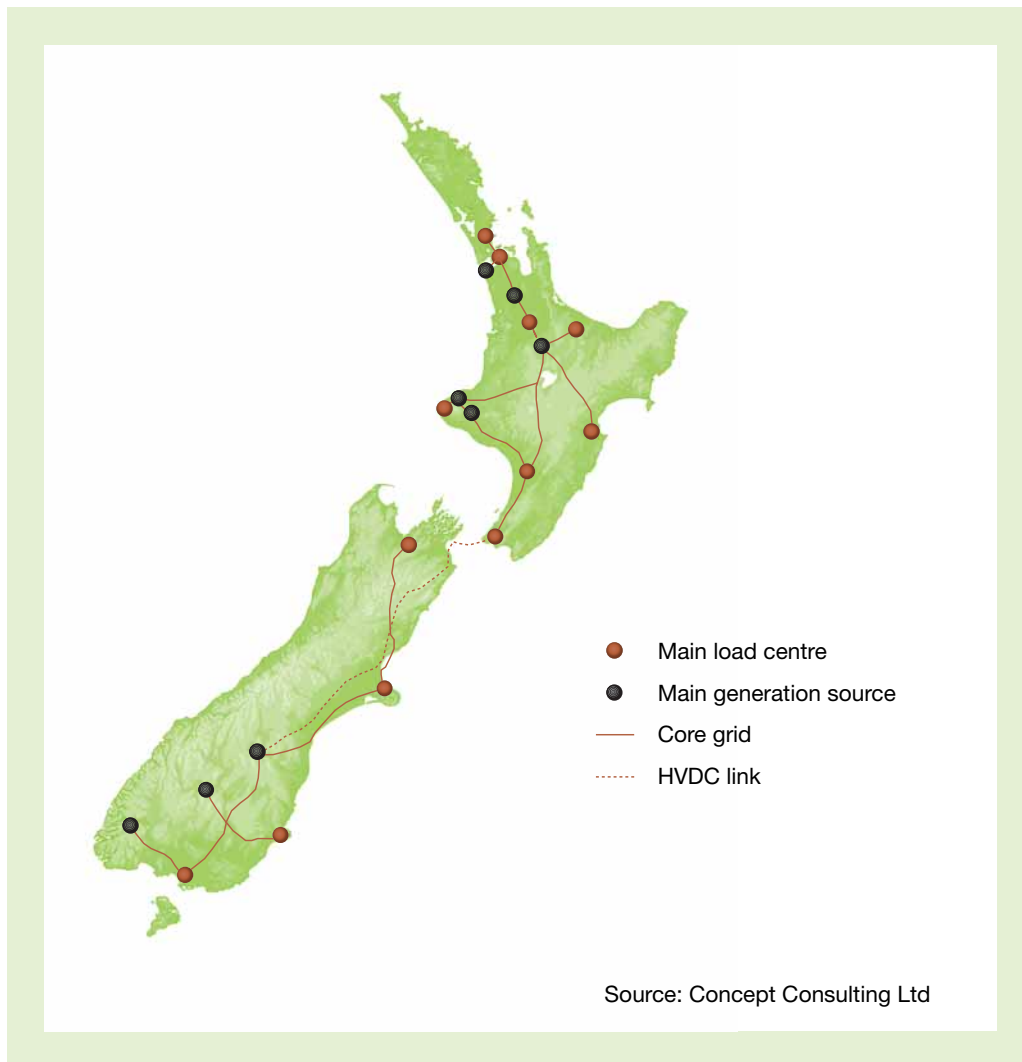 Main load centre
Main generation source
Core grid
HVDC link
Source: Concept Consulting Ltd